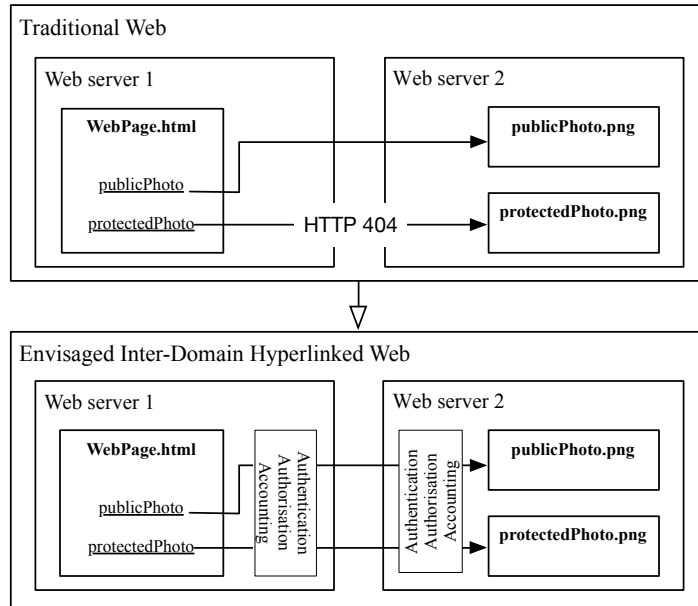 Traditional Web
Web server 1
Web server 2
WebPage.html
publicPhoto
protectedPhoto
HTTP 404
publicPhoto.png
protectedPhoto.png
Envisaged Inter-Domain Hyperlinked Web
Web server 1
Web server 2
WebPage.html
publicPhoto
protectedPhoto
Authentication
Authorisation
Accounting
Authentication
Authorisation
Accounting
publicPhoto.png
protectedPhoto.png